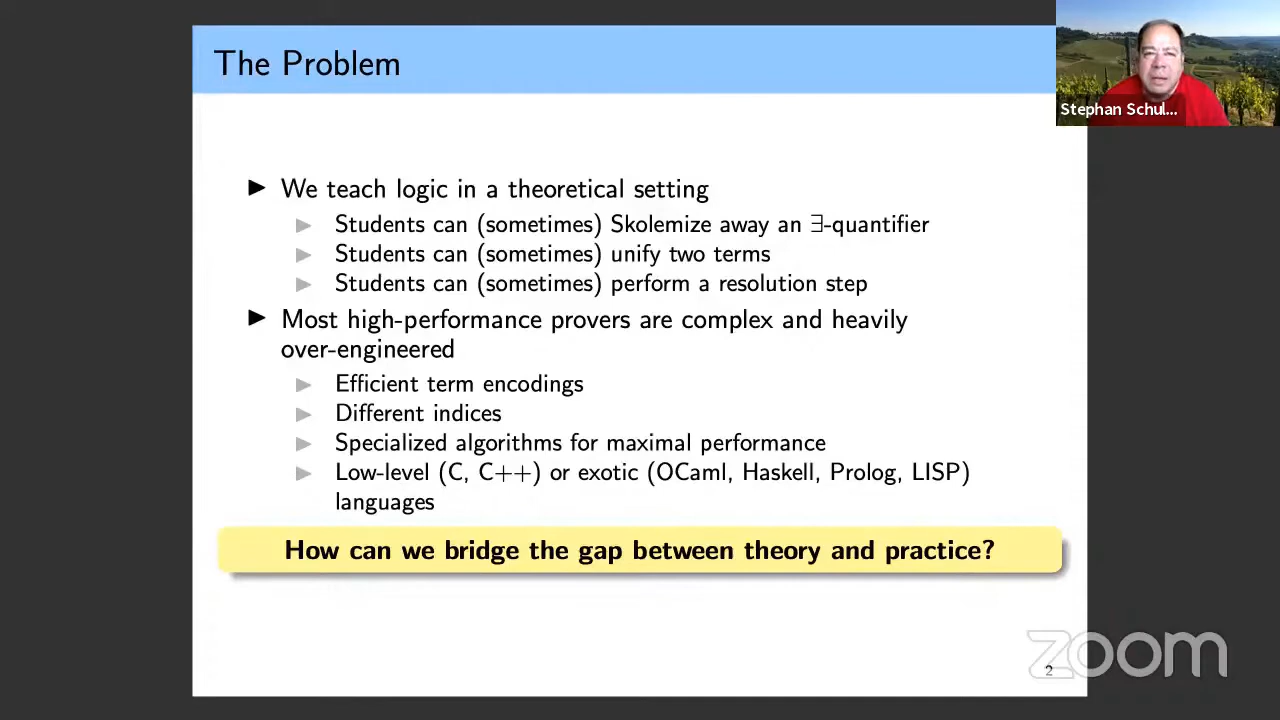 The Problem
Stephan Schul...
▶ We teach logic in a theoretical setting
▶ Students can (sometimes) Skolemize away an ∃-quantifier
▶ Students can (sometimes) unify two terms
▶ Students can (sometimes) perform a resolution step
▶ Most high-performance provers are complex and heavily
over-engineered
▶ Efficient term encodings
▶ Different indices
▶ Specialized algorithms for maximal performance
▶ Low-level (C, C++) or exotic (OCaml, Haskell, Prolog, LISP)
languages
How can we bridge the gap between theory and practice?
zoom
2